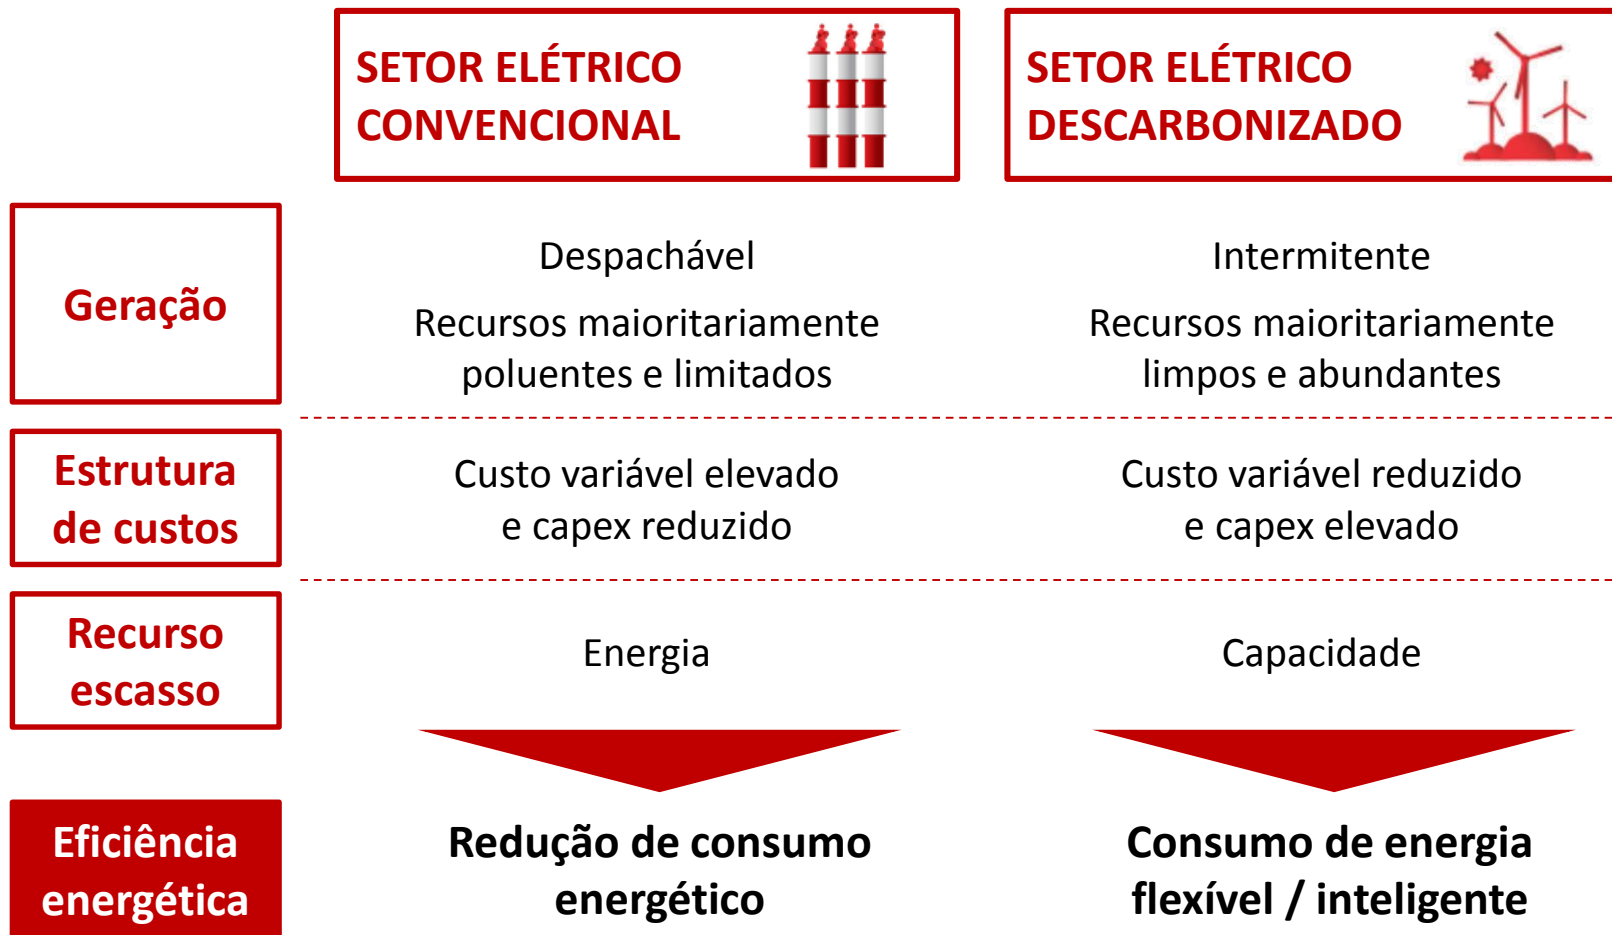 SETOR ELÉTRICO
CONVENCIONAL
SETOR ELÉTRICO
DESCARBONIZADO
Geração
Despachável
Recursos maioritariamente
poluentes e limitados
Intermitente
Recursos maioritariamente
limpos e abundantes
Estrutura
de custos
Custo variável elevado
e capex reduzido
Custo variável reduzido
e capex elevado
Recurso
escasso
Energia
Capacidade
Eficiência
energética
Redução de consumo
energético
Consumo de energia
flexível / inteligente